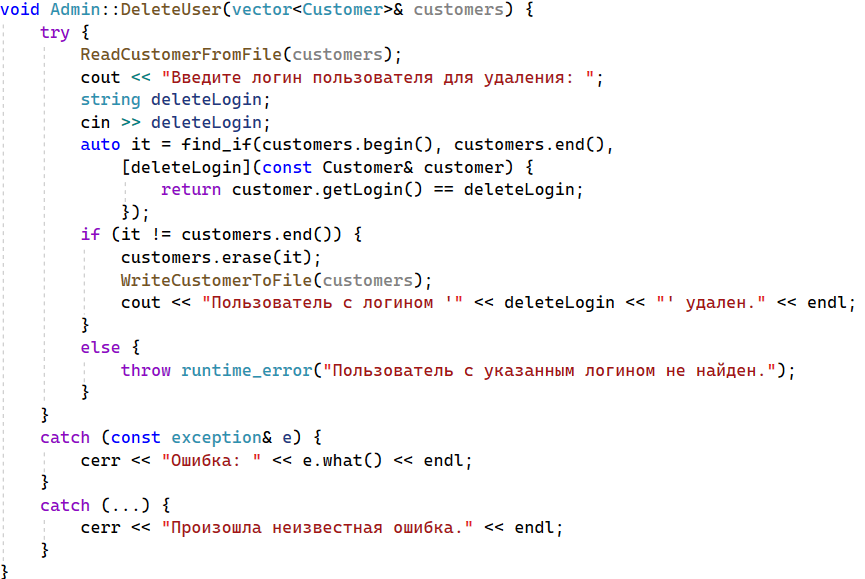 void Admin::DeleteUser(vector<Customer>& customers) {
    try {
        ReadCustomerFromFile(customers);
        cout << "Введите логин пользователя для удаления: ";
        string deleteLogin;
        cin >> deleteLogin;
        auto it = find_if(customers.begin(), customers.end(),
            [deleteLogin](const Customer& customer) {
                return customer.getLogin() == deleteLogin;
            });
        if (it != customers.end()) {
            customers.erase(it);
            WriteCustomerToFile(customers);
            cout << "Пользователь с логином '" << deleteLogin << "' удален." << endl;
        }
        else {
            throw runtime_error("Пользователь с указанным логином не найден.");
        }
    }
    catch (const exception& e) {
        cerr << "Ошибка: " << e.what() << endl;
    }
    catch (...) {
        cerr << "Произошла неизвестная ошибка." << endl;
    }
}